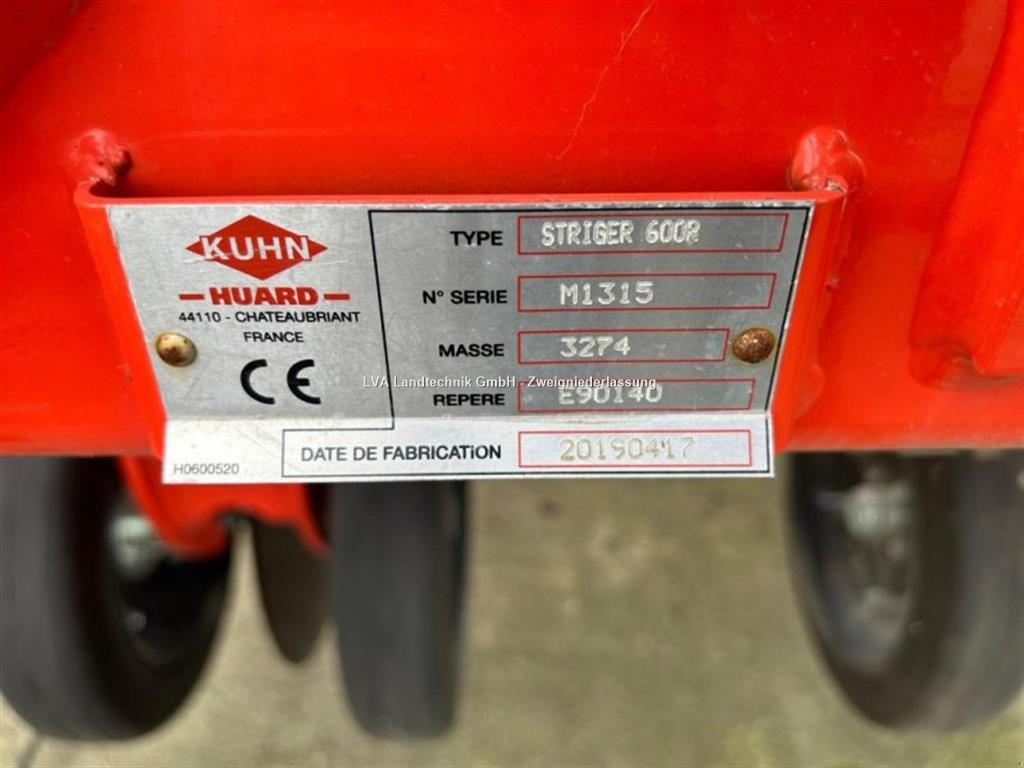 KUHN
HUARD
44110 - CHATEAUBRIANT
FRANCE
CE
TYPE STRIGER 600R
N° SERIE M1315
MASSE 3274
LVA Landtechnik GmbH - Zweigniederlassung
REPERE E90140
DATE DE FABRICATION 20190417
H0600520